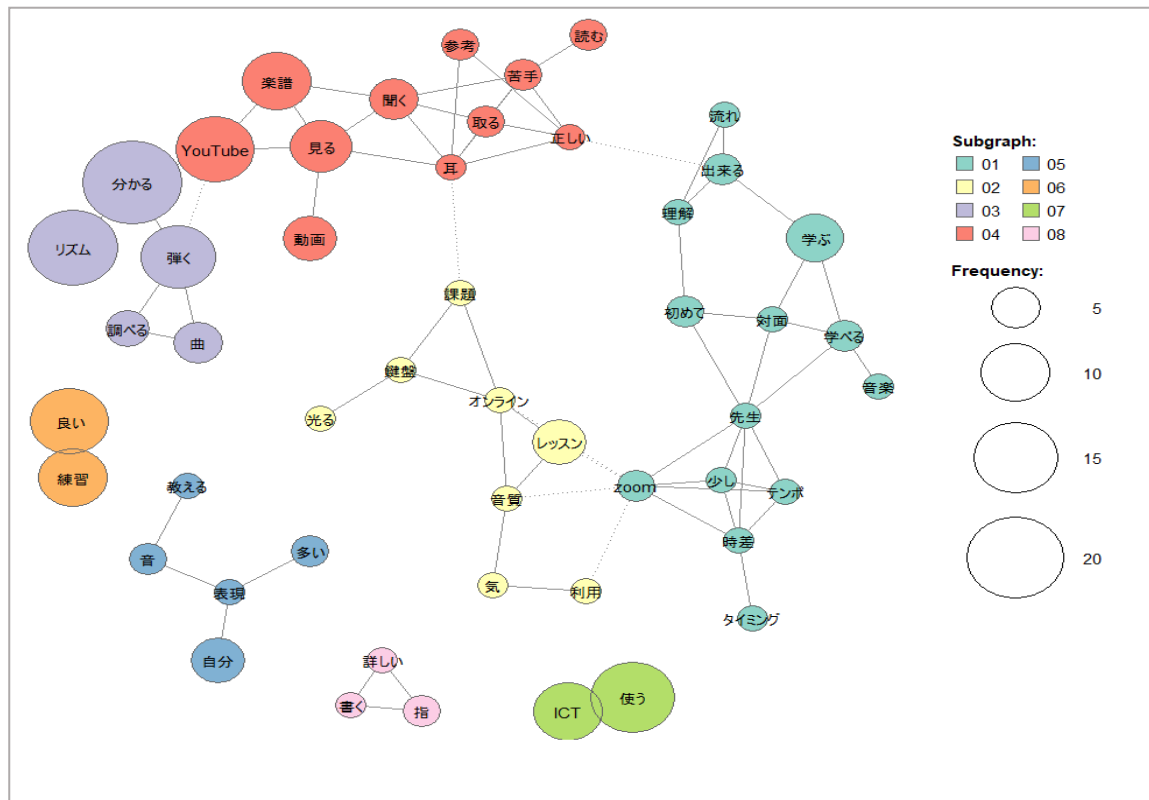 参考
読む
楽譜
聞く
苦手
取る
正しい
YouTube
見る
耳
動画
分かる
リズム
弾く
調べる
曲
流れ
出来る
理解
学ぶ
初めて
対面
学べる
音楽
先生
課題
鍵盤
光る
オンライン
レッスン
音質
zoom
少し
テンポ
時差
タイミング
気
利用
良い
練習
教える
音
多い
表現
自分
詳しい
書く
指
ICT
使う
Subgraph:
01 05
02 06
03 07
04 08
Frequency:
5
10
15
20